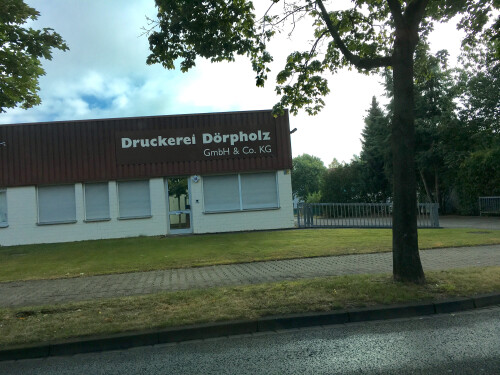 Druckerei Dörpholz
GmbH & Co. KG